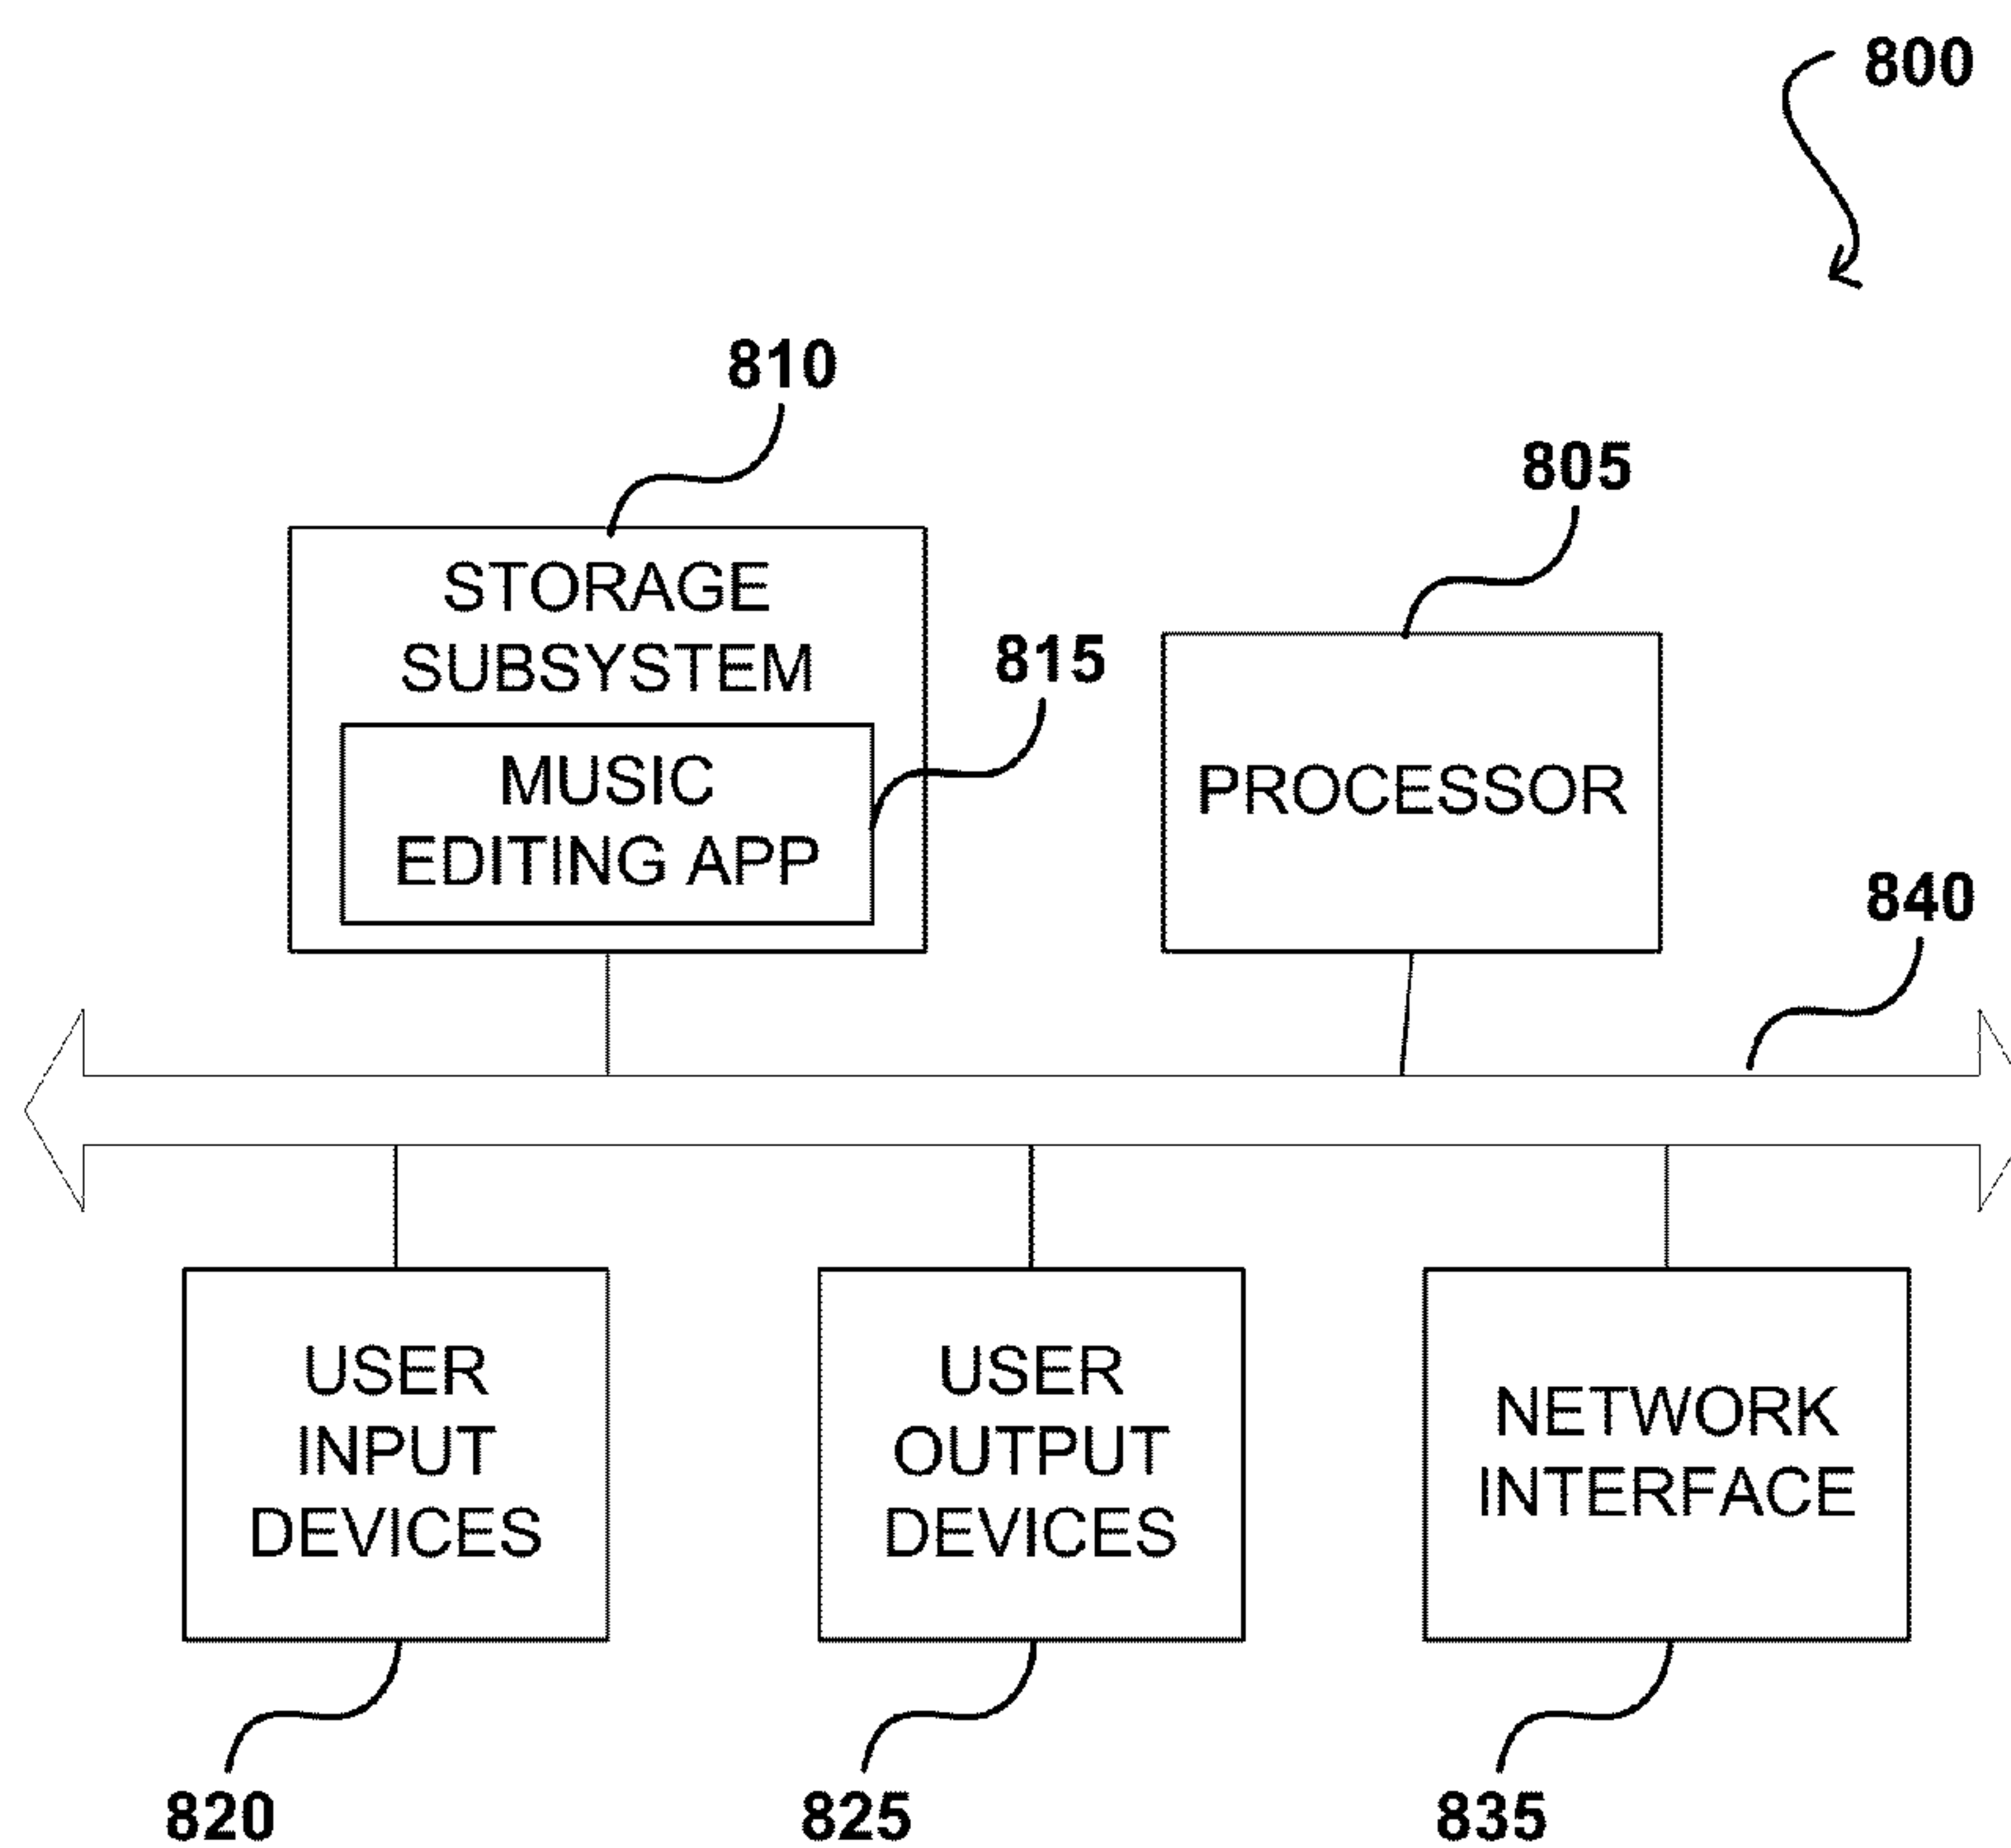 800
810
805
STORAGE
SUBSYSTEM
815
MUSIC
EDITING APP
PROCESSOR
840
USER
INPUT
DEVICES
USER
OUTPUT
DEVICES
NETWORK
INTERFACE
820
825
835